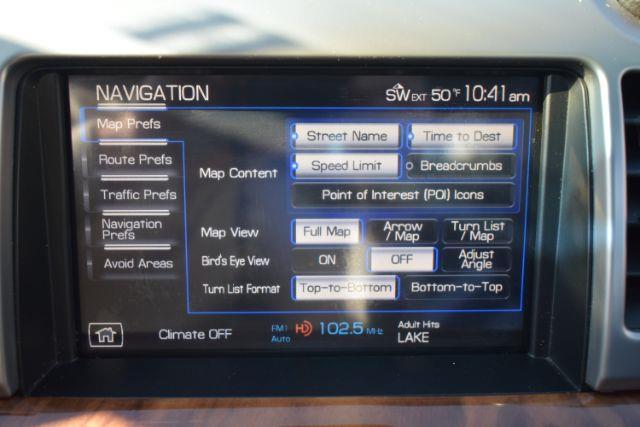 NAVIGATION SW EXT 50 °F 10:41 am
Map Prefs
Route Prefs
Traffic Prefs
Navigation
Prefs
Avoid Areas
Map Content
Street Name Time to Dest
Speed Limit Breadcrumbs
Point of Interest (POI) Icons
Map View Full Map Arrow / Map Turn List / Map
Bird's Eye View ON OFF Adjust Angle
Turn List Format Top-to-Bottom Bottom-to-Top
Climate OFF FM1 Auto HD 102.5 MHz Adult Hits
LAKE